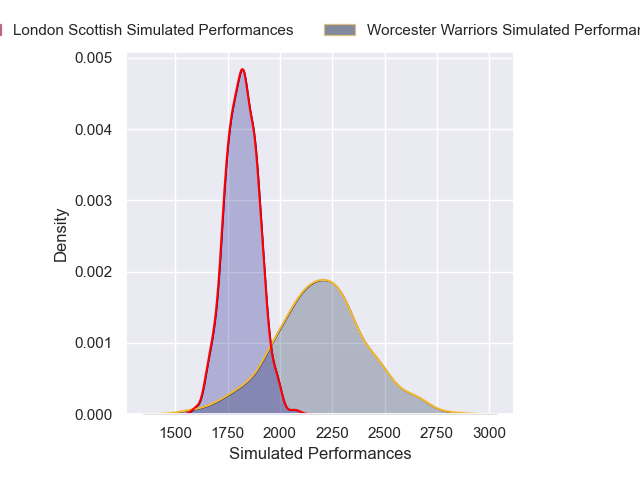 London Scottish Simulated Performances
Worcester Warriors Simulated
0.005
0.004
0.003
0.002
0.001
0.000
Density
1500 1750 2000 2250 2500 2750 3000
Simulated Performances